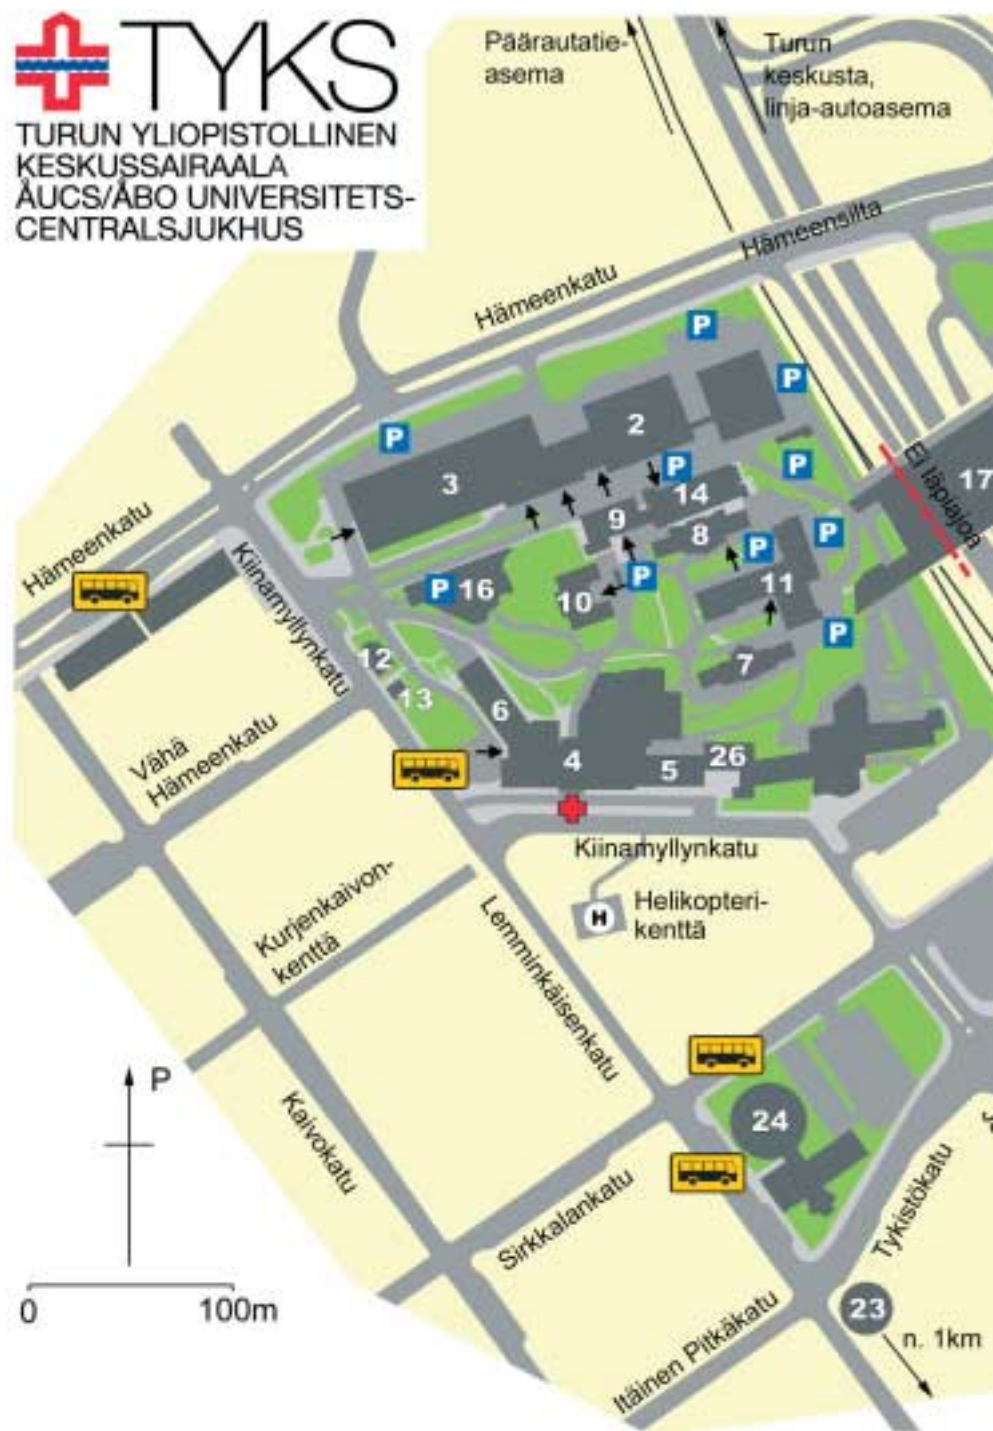 TYKS
TURUN YLIOPISTOLLINEN
KESKUSSAIRAALA
ÅUCS/ÅBO UNIVERSITETS-
CENTRALSJUKHUS
Päärautatie-
asema
Turun
keskusta,
linja-autoasema
Hämeensilta
Hämeenkatu
P
P
P
2
3
P
P
14
17
Ei läpiajoa
9
8
P
P
Hämeenkatu
Kiinamyllynkatu
P
16
10
P
11
P
12
13
7
6
4
5
26
Vähä
Hämeenkatu
Kiinamyllynkatu
H
Helikopteri-
kenttä
Kurjenkaivon-
kenttä
Lemminkäisenkatu
P
Kaivokatu
24
Sirkkalankatu
Tykistökatu
0
100m
23
n. 1km
Itäinen Pitkäkatu